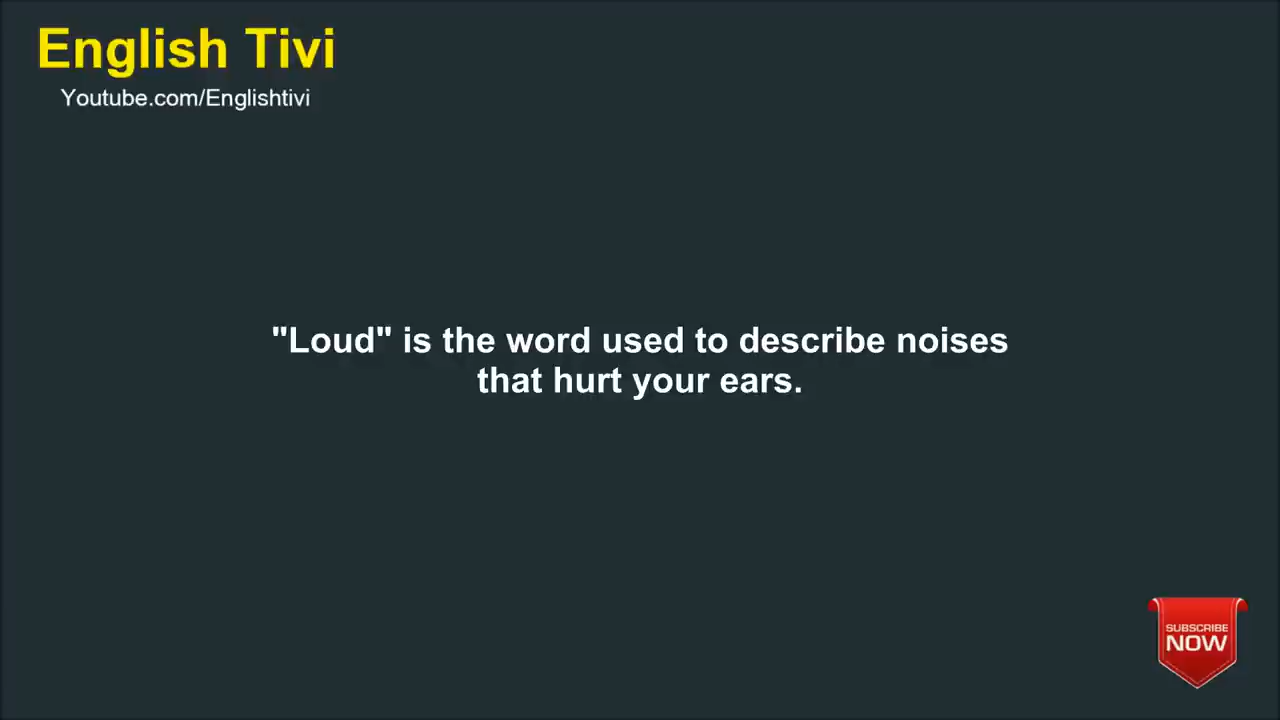 English Tivi
Youtube.com/Englishtivi
"Loud" is the word used to describe noises
that hurt your ears.
SUBSCRIBE
NOW